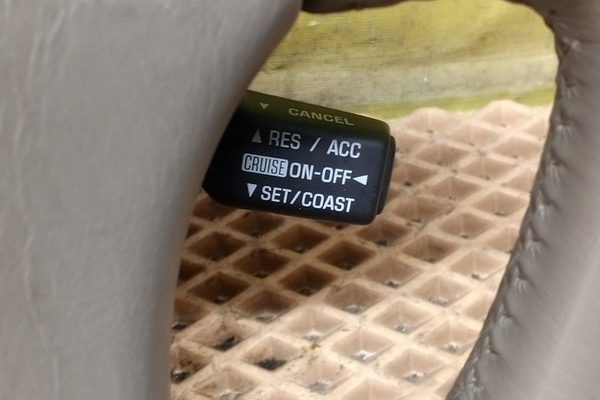 ▼ CANCEL
▲ RES / ACC
CRUISE ON-OFF ◀
▼ SET/COAST